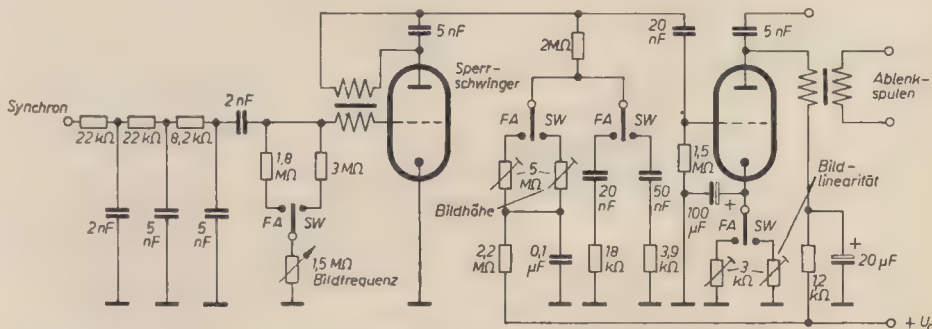 Synchron
22 kΩ
22 kΩ
8,2 kΩ
2 nF
5
nF
5
nF
2 nF
1,8
MΩ
3 MΩ
FA
SW
1,5 MΩ
Bildfrequenz
5 nF
Sperr-
schwinger
2 MΩ
FA
SW
5
MΩ
Bildhöhe
2,2
MΩ
0,1
µF
FA
SW
20
nF
50
nF
18
kΩ
3,9
kΩ
20
nF
5 nF
1,5
MΩ
100
µF
+
FA
SW
3
kΩ
Bild-
linearität
Ablenk-
spulen
+
20 µF
kΩ